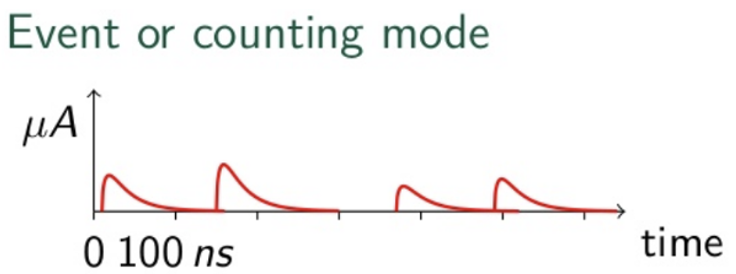 Event or counting mode
μA
0 100 ns
time